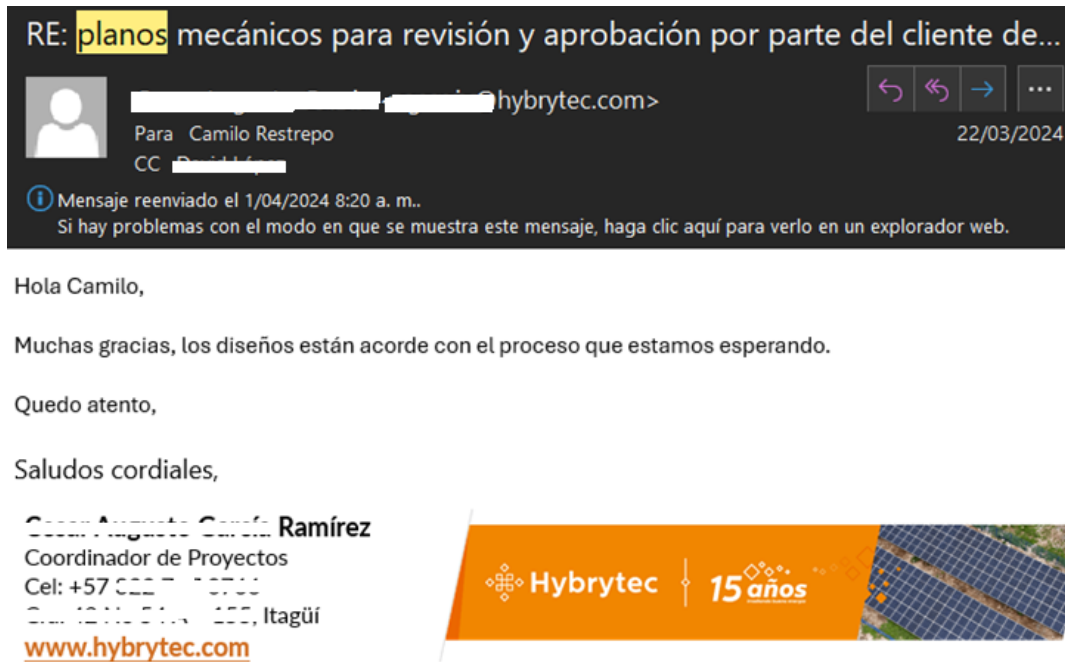 RE: planos mecánicos para revisión y aprobación por parte del cliente de...
hybrytec.com>
Para Camilo Restrepo
22/03/2024
CC
Mensaje reenviado el 1/04/2024 8:20 a. m..
Si hay problemas con el modo en que se muestra este mensaje, haga clic aquí para verlo en un explorador web.
Hola Camilo,
Muchas gracias, los diseños están acorde con el proceso que estamos esperando.
Quedo atento,
Saludos cordiales,
Ramírez
Coordinador de Proyectos
Cel: +57
Itagüí
www.hybrytec.com
Hybrytec
15 años